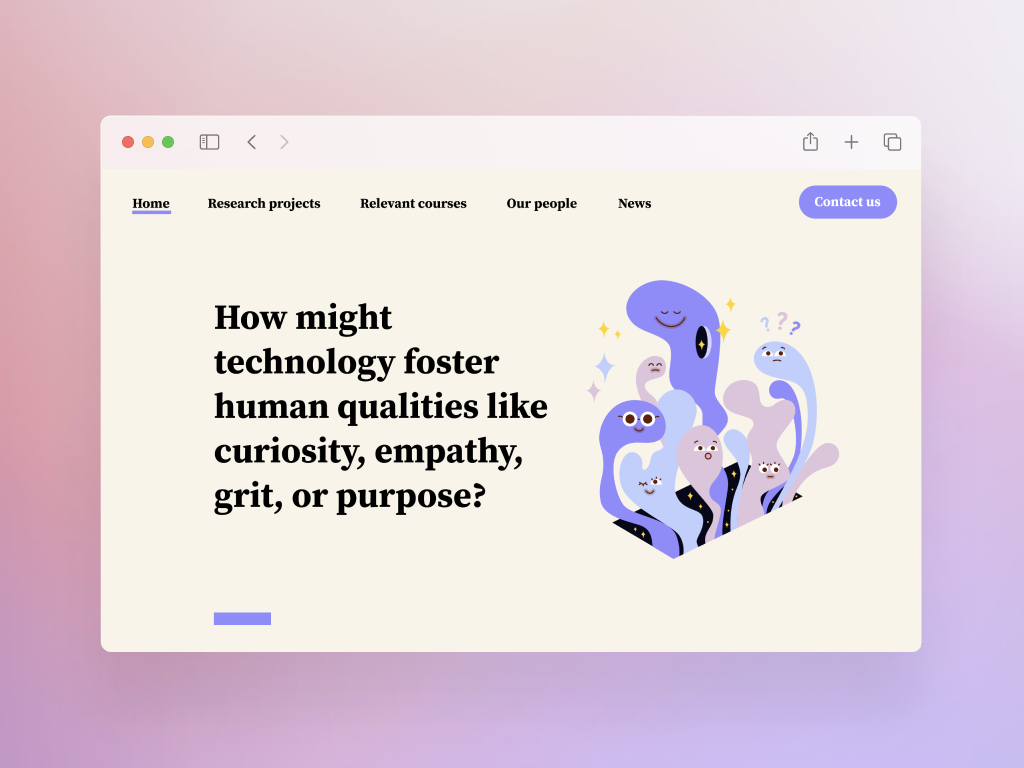 Home Research projects Relevant courses Our people News Contact us
? ? ?
How might
technology foster
human qualities like
curiosity, empathy,
grit, or purpose?